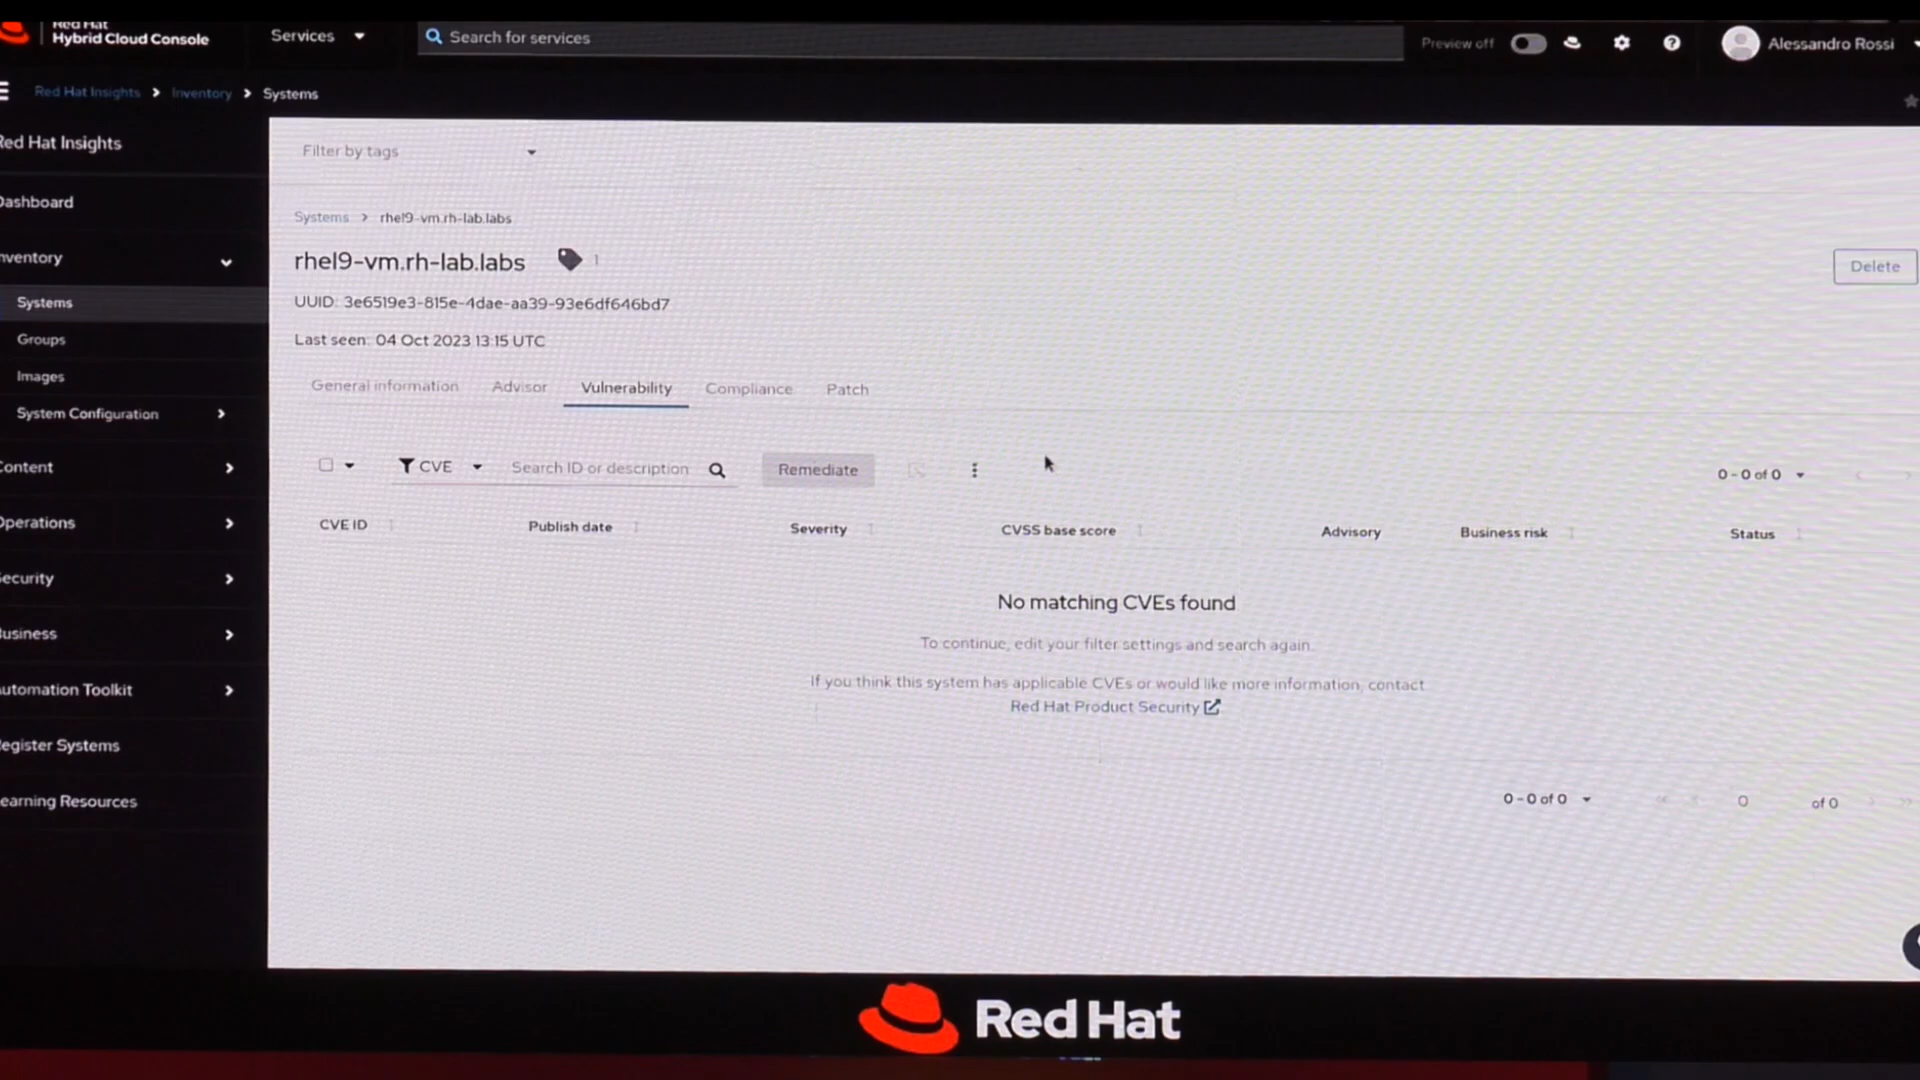 Red Hat
Hybrid Cloud Console
Services
Search for services
Preview off
Alessandro Rossi
Red Hat Insights > Inventory > Systems
Red Hat Insights
Dashboard
Inventory
Systems
Groups
Images
System Configuration
Content
Operations
Security
Business
Automation Toolkit
Register Systems
Learning Resources
Filter by tags
Systems > rhel9-vm.rh-lab.labs
rhel9-vm.rh-lab.labs 1
Delete
UUID: 3e6519e3-815e-4dae-aa39-93e6df646bd7
Last seen: 04 Oct 2023 13:15 UTC
General information Advisor Vulnerability Compliance Patch
CVE Search ID or description Remediate 0 - 0 of 0
CVE ID Publish date Severity CVSS base score Advisory Business risk Status
No matching CVEs found
To continue, edit your filter settings and search again.
If you think this system has applicable CVEs or would like more information, contact
Red Hat Product Security
0 - 0 of 0 0 of 0
Red Hat